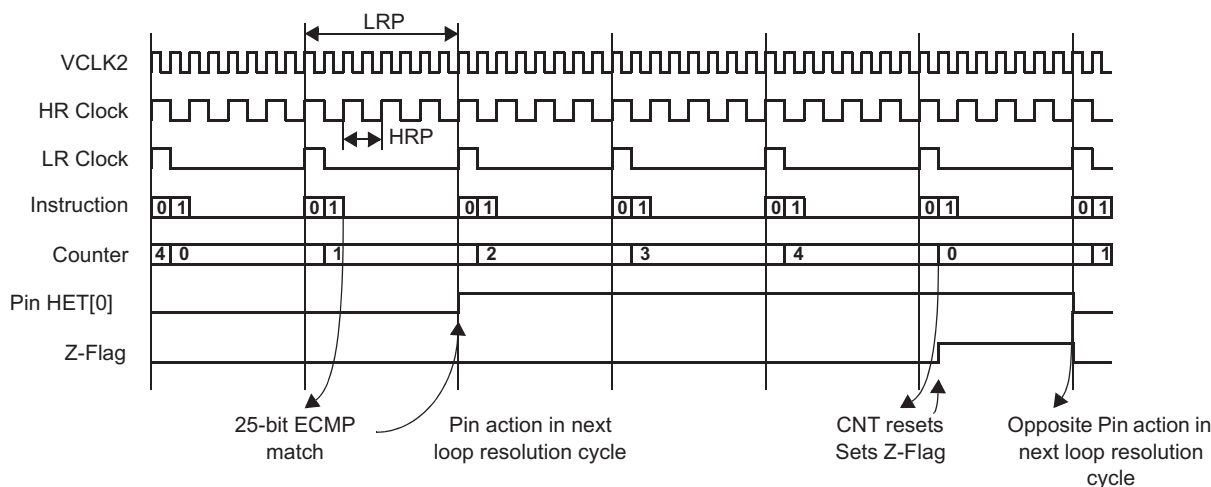 LRP
VCLK2
HR Clock
HRP
LR Clock
Instruction 0 1 0 1 0 1 0 1 0 1 0 1 0 1
Counter 4 0 1 2 3 4 0 1
Pin HET[0]
Z-Flag
25-bit ECMP
match
Pin action in next
loop resolution cycle
CNT resets
Sets Z-Flag
Opposite Pin action in
next loop resolution
cycle